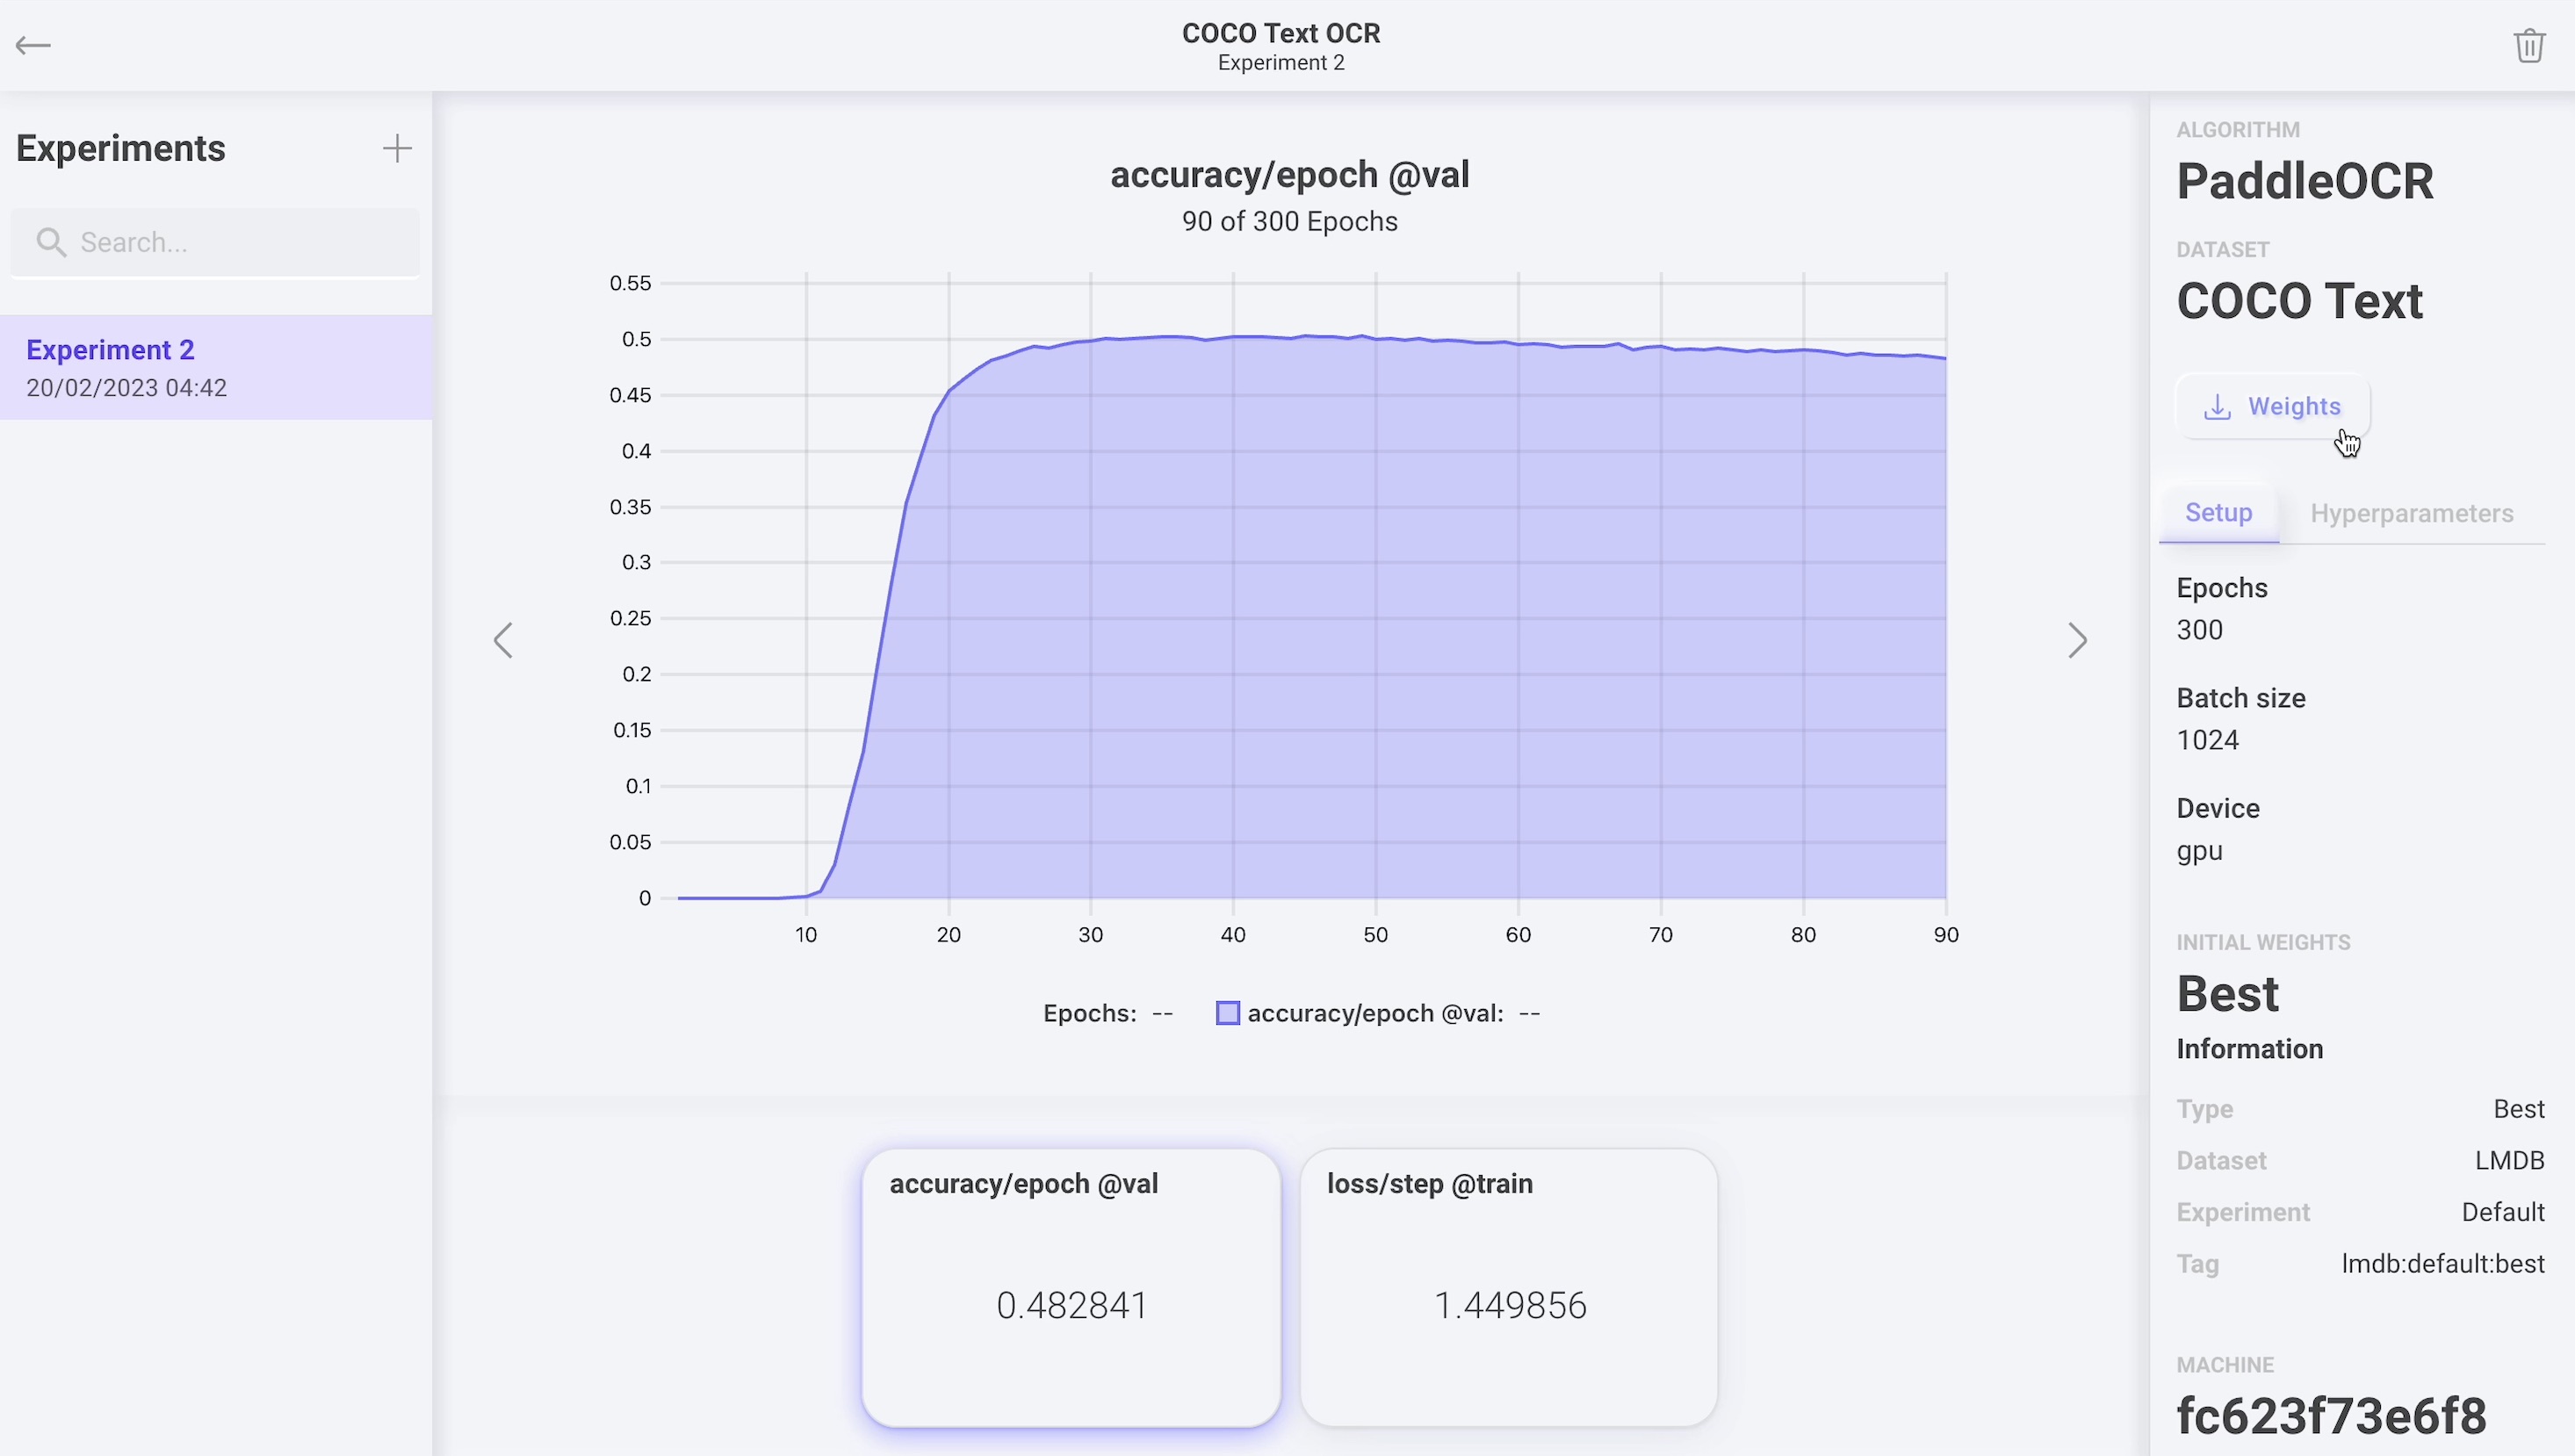 COCO Text OCR
Experiment 2
Experiments
Search...
Experiment 2
20/02/2023 04:42
accuracy/epoch @val
90 of 300 Epochs
0.55
0.5
0.45
0.4
0.35
0.3
0.25
0.2
0.15
0.1
0.05
0
10 20 30 40 50 60 70 80 90
Epochs: -- accuracy/epoch @val: --
accuracy/epoch @val
0.482841
loss/step @train
1.449856
ALGORITHM
PaddleOCR
DATASET
COCO Text
Weights
Setup Hyperparameters
Epochs
300
Batch size
1024
Device
gpu
INITIAL WEIGHTS
Best
Information
Type Best
Dataset LMDB
Experiment Default
Tag lmdb:default:best
MACHINE
fc623f73e6f8